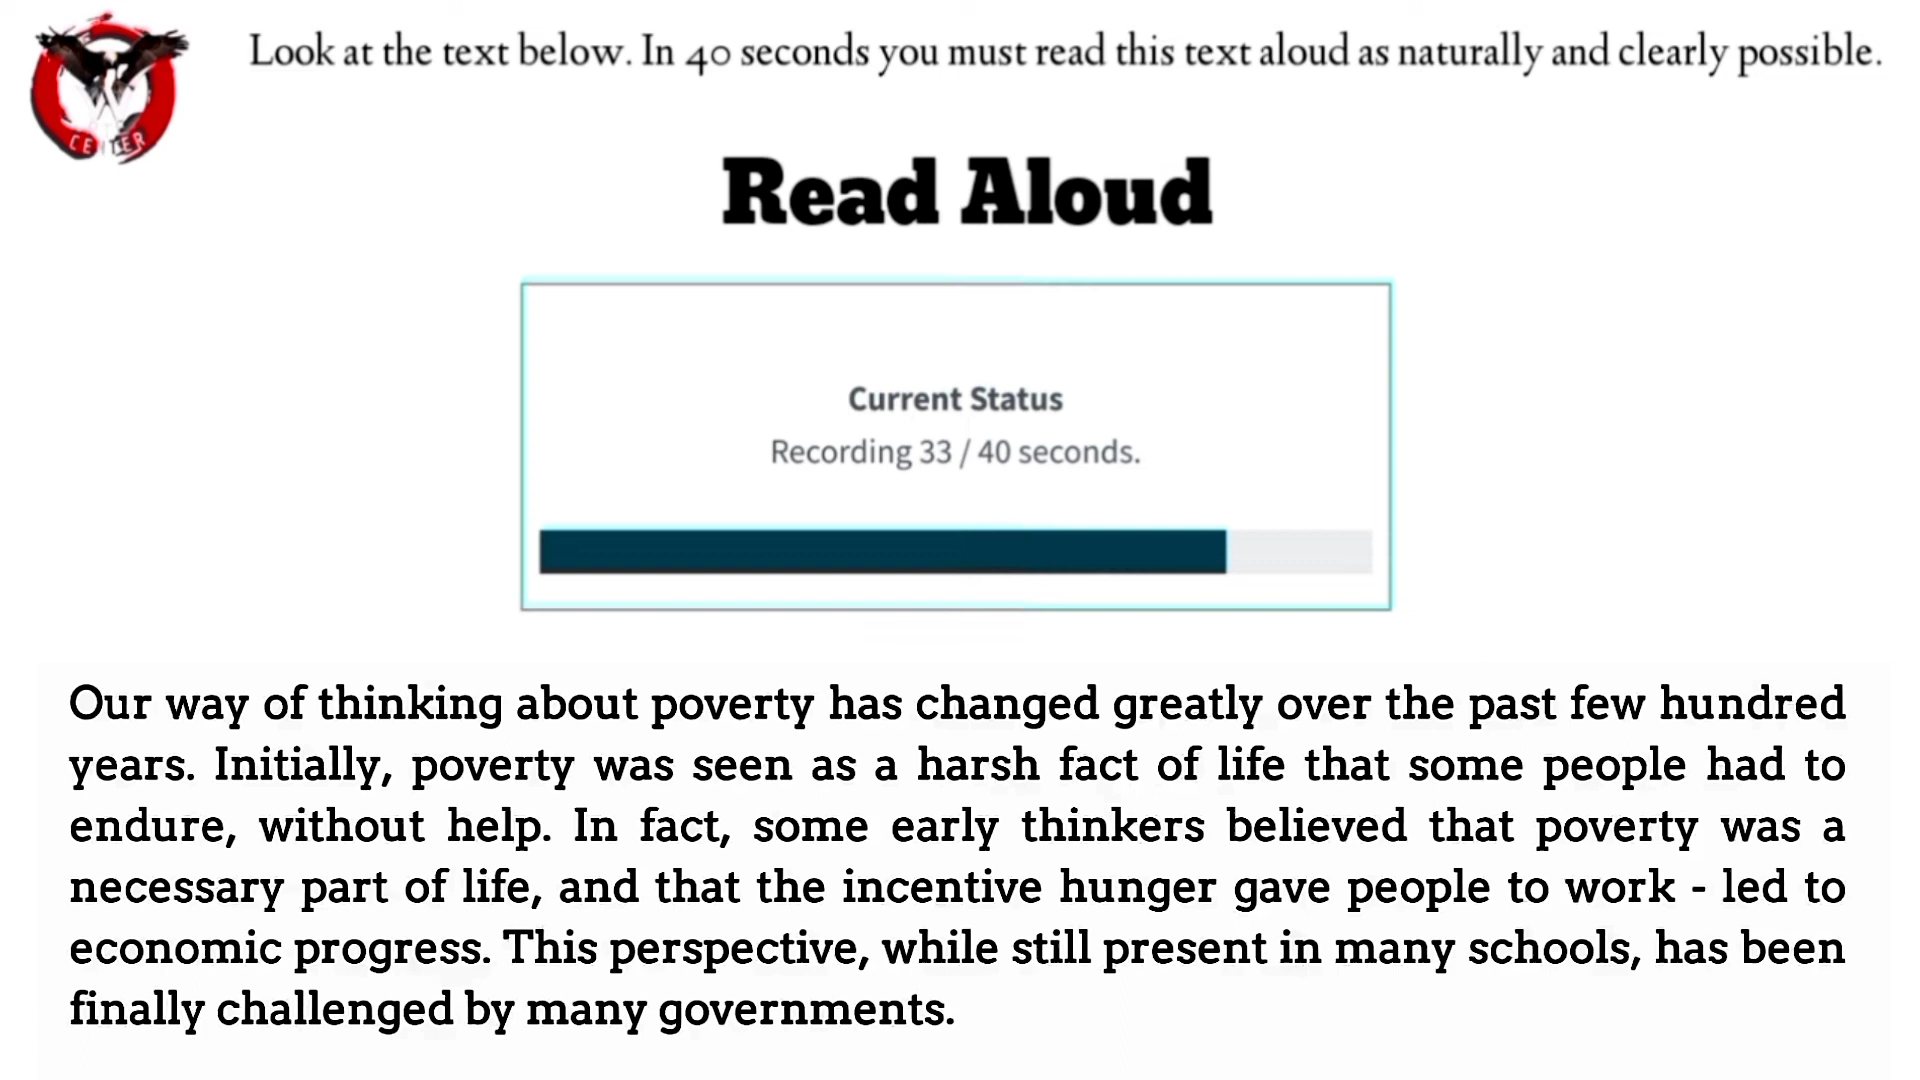 Look at the text below. In 40 seconds you must read this text aloud as naturally and clearly possible.
CENTER
Read Aloud
Current Status
Recording 33 / 40 seconds.
Our way of thinking about poverty has changed greatly over the past few hundred
years. Initially, poverty was seen as a harsh fact of life that some people had to
endure, without help. In fact, some early thinkers believed that poverty was a
necessary part of life, and that the incentive hunger gave people to work - led to
economic progress. This perspective, while still present in many schools, has been
finally challenged by many governments.